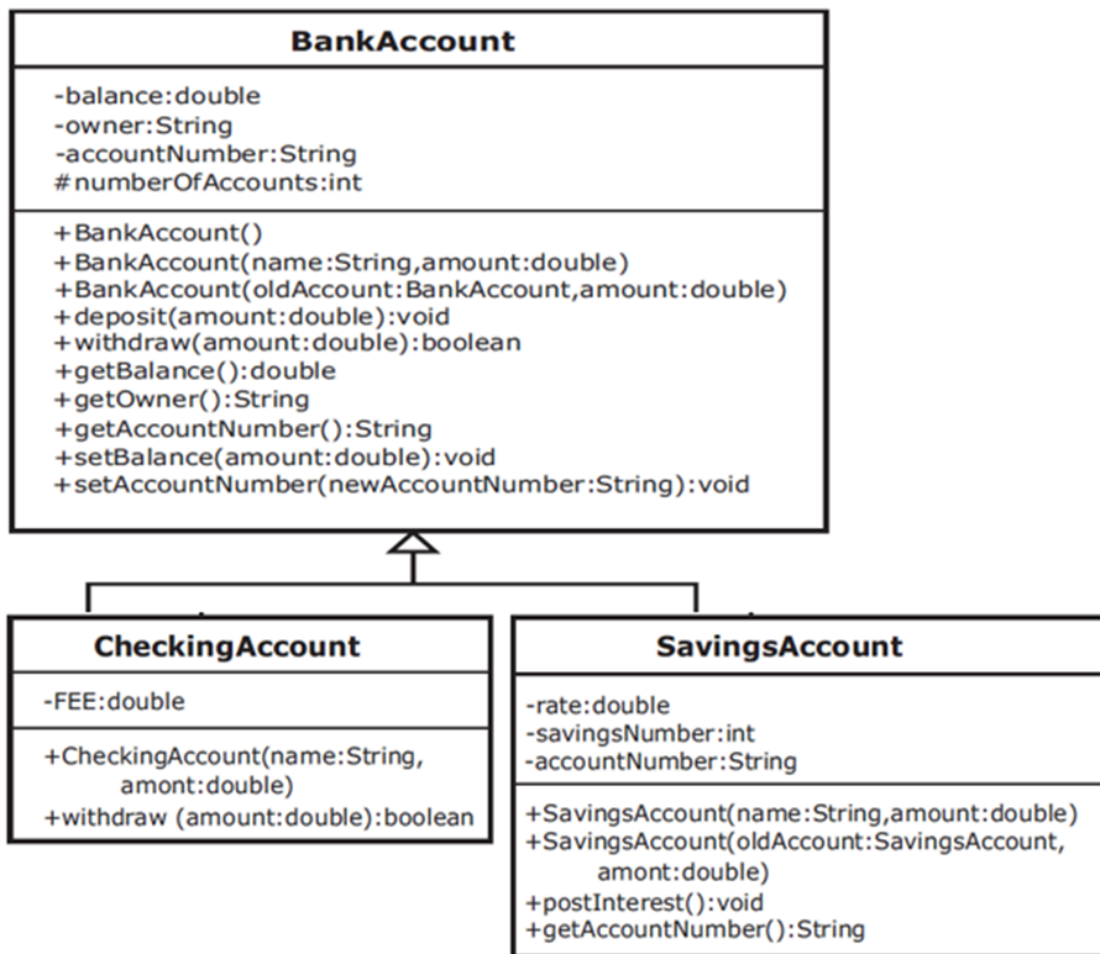 BankAccount
-balance:double
-owner:String
-accountNumber:String
#numberOfAccounts:int
+BankAccount()
+BankAccount(name:String,amount:double)
+BankAccount(oldAccount:BankAccount,amount:double)
+deposit(amount:double):void
+withdraw(amount:double):boolean
+getBalance():double
+getOwner():String
+getAccountNumber():String
+setBalance(amount:double):void
+setAccountNumber(newAccountNumber:String):void
CheckingAccount
-FEE:double
+CheckingAccount(name:String,
amont:double)
+withdraw (amount:double):boolean
SavingsAccount
-rate:double
-savingsNumber:int
-accountNumber:String
+SavingsAccount(name:String,amount:double)
+SavingsAccount(oldAccount:SavingsAccount,
amont:double)
+postInterest():void
+getAccountNumber():String